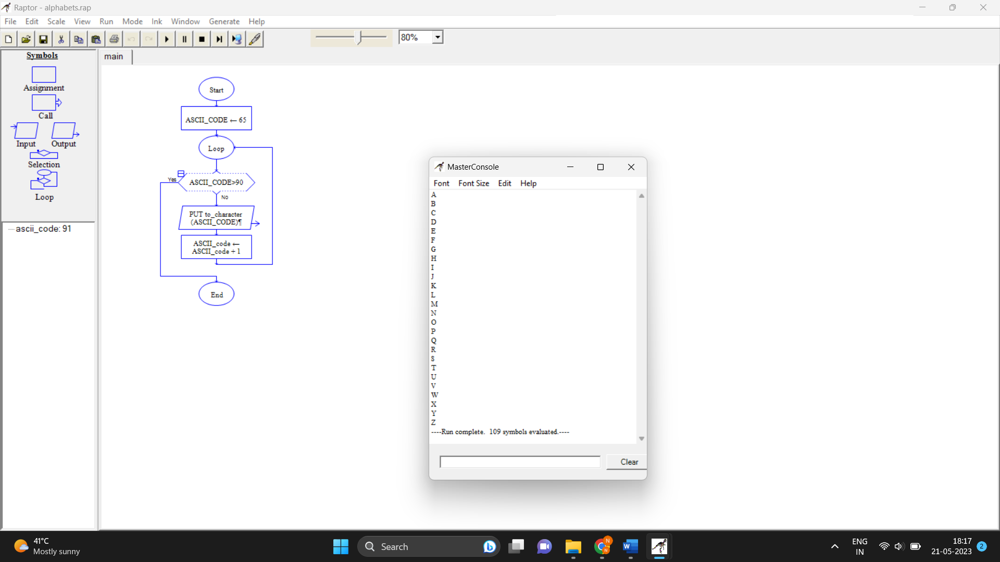 Raptor - alphabets.rap
File Edit Scale View Run Mode Ink Window Generate Help
80%
Symbols
Assignment
Call
Input Output
Selection
Loop
ascii_code: 91
main
Start
ASCII_CODE ← 65
Loop
Yes
ASCII_CODE>90
No
PUT to_character
(ASCII_CODE)¶
ASCII_code ←
ASCII_code + 1
End
MasterConsole
Font Font Size Edit Help
A
B
C
D
E
F
G
H
I
J
K
L
M
N
O
P
Q
R
S
T
U
V
W
X
Y
Z
----Run complete.  109 symbols evaluated.----
Clear
41°C
Mostly sunny
Search
N
N
W
ENG
IN
18:17
21-05-2023
2